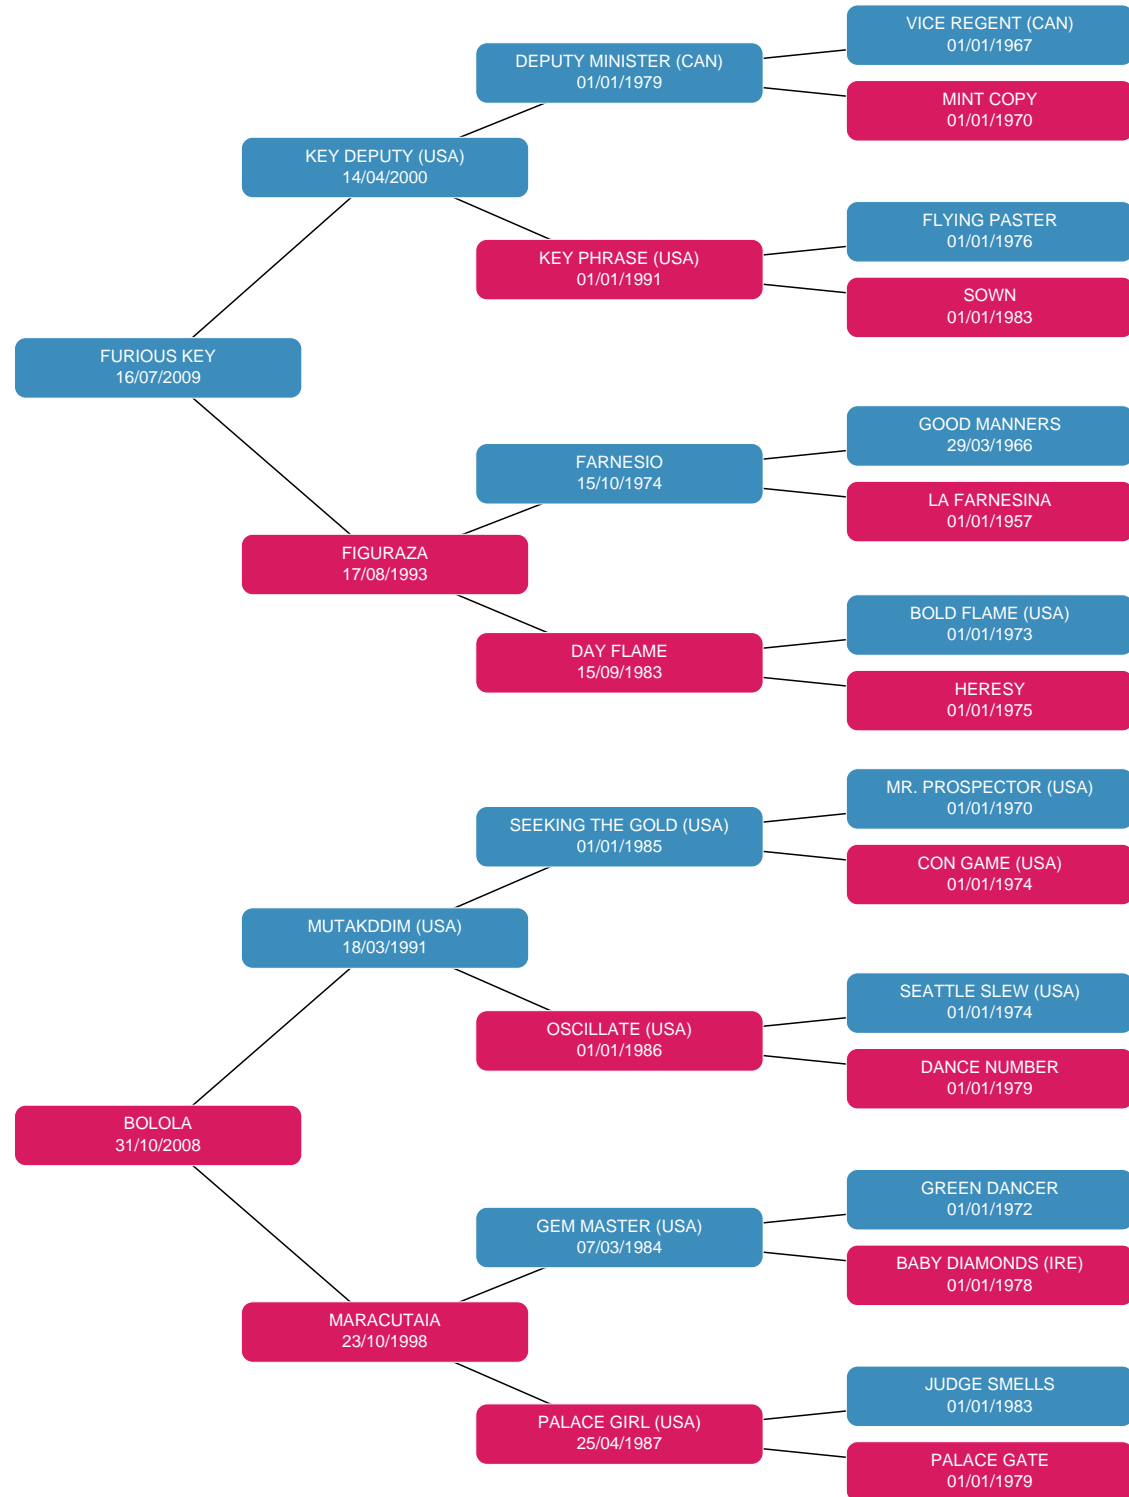 VICE REGENT (CAN)
01/01/1967
DEPUTY MINISTER (CAN)
01/01/1979
MINT COPY
01/01/1970
KEY DEPUTY (USA)
14/04/2000
FLYING PASTER
01/01/1976
KEY PHRASE (USA)
01/01/1991
SOWN
01/01/1983
FURIOUS KEY
16/07/2009
GOOD MANNERS
29/03/1966
FARNESIO
15/10/1974
LA FARNESINA
01/01/1957
FIGURAZA
17/08/1993
BOLD FLAME (USA)
01/01/1973
DAY FLAME
15/09/1983
HERESY
01/01/1975
MR. PROSPECTOR (USA)
01/01/1970
SEEKING THE GOLD (USA)
01/01/1985
CON GAME (USA)
01/01/1974
MUTAKDDIM (USA)
18/03/1991
SEATTLE SLEW (USA)
01/01/1974
OSCILLATE (USA)
01/01/1986
DANCE NUMBER
01/01/1979
BOLOLA
31/10/2008
GREEN DANCER
01/01/1972
GEM MASTER (USA)
07/03/1984
BABY DIAMONDS (IRE)
01/01/1978
MARACUTAIA
23/10/1998
JUDGE SMELLS
01/01/1983
PALACE GIRL (USA)
25/04/1987
PALACE GATE
01/01/1979